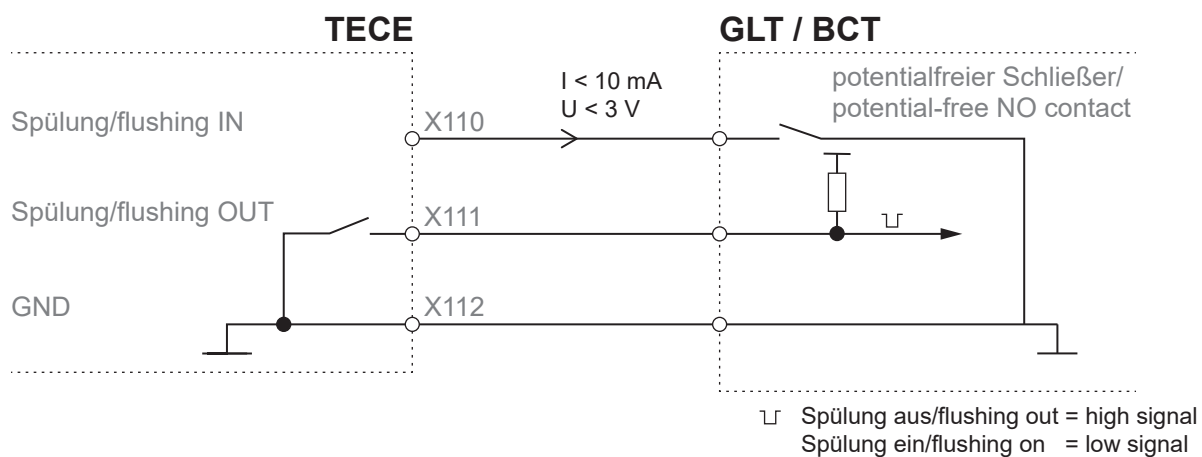 TECE
GLT / BCT
I < 10 mA
U < 3 V
potentialfreier Schließer/
potential-free NO contact
Spülung/flushing IN
X110
Spülung/flushing OUT
X111
GND
X112
Spülung aus/flushing out = high signal
Spülung ein/flushing on = low signal